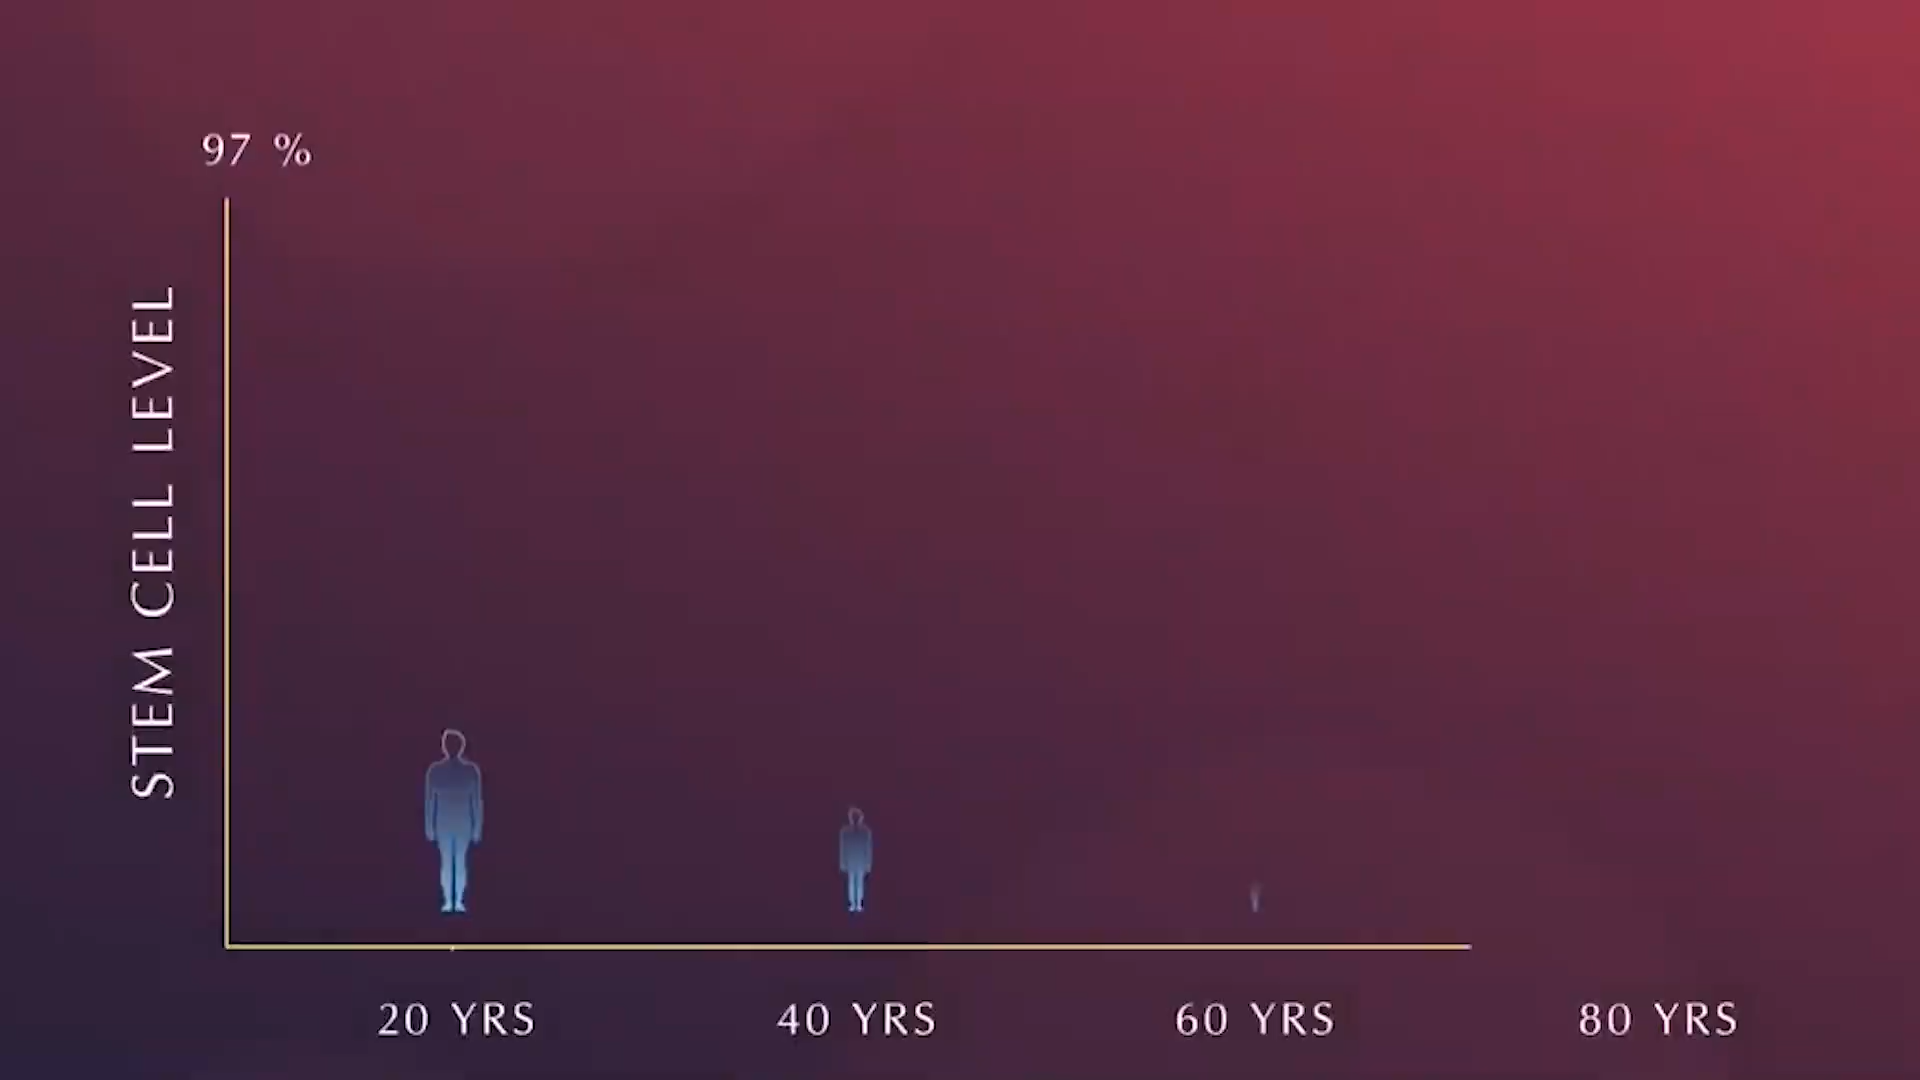 97 %
STEM CELL LEVEL
20 YRS
40 YRS
60 YRS
80 YRS